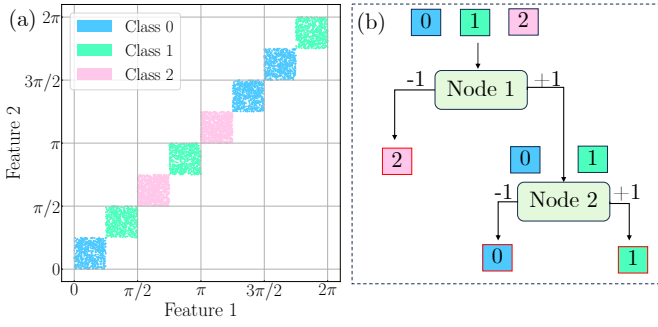 (a)
Class 0
Class 1
Class 2
2π
3π/2
π
π/2
0
Feature 2
0
π/2
π
3π/2
2π
Feature 1
(b)
0 1 2
-1 Node 1 +1
2
0 1
-1 Node 2 +1
0 1